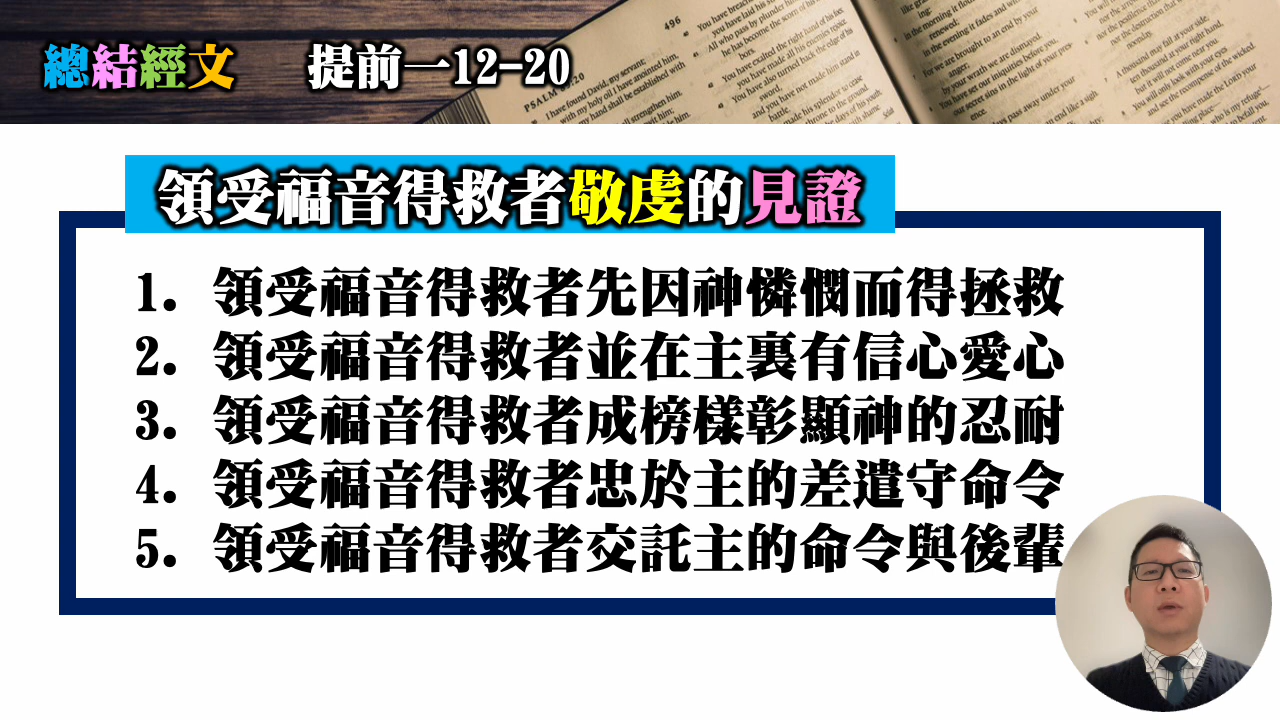 總結經文 提前一12-20
496
PSALM
領受福音得救者敬虔的見證
1. 領受福音得救者先因神憐憫而得拯救
2. 領受福音得救者並在主裏有信心愛心
3. 領受福音得救者成榜樣彰顯神的忍耐
4. 領受福音得救者忠於主的差遣守命令
5. 領受福音得救者交託主的命令與後輩